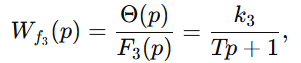 W_{f_3}(p) = \frac{\Theta(p)}{F_3(p)} = \frac{k_3}{Tp + 1},